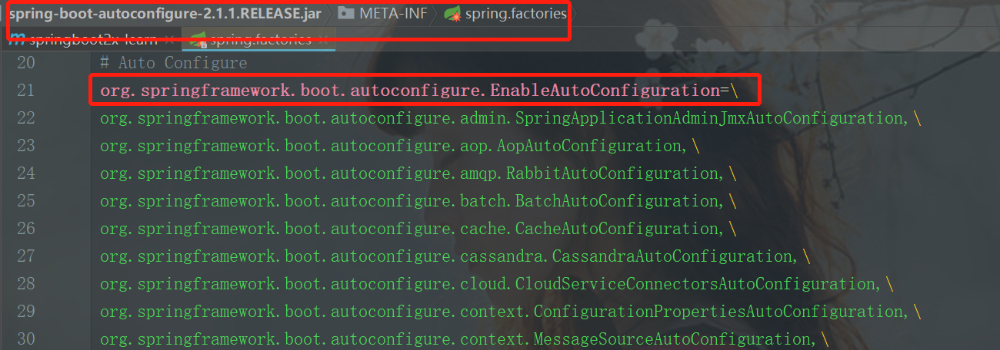 spring-boot-autoconfigure-2.1.1.RELEASE.jar META-INF spring.factories
springboot2x-learn × spring.factories ×
20 # Auto Configure
21 org.springframework.boot.autoconfigure.EnableAutoConfiguration=\
22 org.springframework.boot.autoconfigure.admin.SpringApplicationAdminJmxAutoConfiguration,\
23 org.springframework.boot.autoconfigure.aop.AopAutoConfiguration,\
24 org.springframework.boot.autoconfigure.amqp.RabbitAutoConfiguration,\
25 org.springframework.boot.autoconfigure.batch.BatchAutoConfiguration,\
26 org.springframework.boot.autoconfigure.cache.CacheAutoConfiguration,\
27 org.springframework.boot.autoconfigure.cassandra.CassandraAutoConfiguration,\
28 org.springframework.boot.autoconfigure.cloud.CloudServiceConnectorsAutoConfiguration,\
29 org.springframework.boot.autoconfigure.context.ConfigurationPropertiesAutoConfiguration,\
30 org.springframework.boot.autoconfigure.context.MessageSourceAutoConfiguration,\